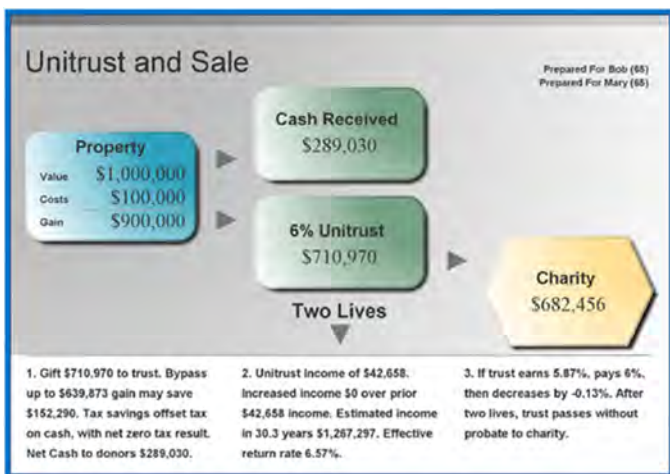 Unitrust and Sale
Prepared For Bob (65)
Prepared For Mary (65)
Property
Value $1,000,000
Costs $100,000
Gain $900,000
Cash Received
$289,030
6% Unitrust
$710,970
Charity
$682,456
Two Lives
1. Gift $710,970 to trust. Bypass
up to $639,873 gain may save
$152,290. Tax savings offset tax
on cash, with net zero tax result.
Net Cash to donors $289,030.
2. Unitrust Income of $42,658.
Increased income $0 over prior
$42,658 income. Estimated income
in 30.3 years $1,267,297. Effective
return rate 6.57%.
3. If trust earns 5.87%, pays 6%,
then decreases by -0.13%. After
two lives, trust passes without
probate to charity.